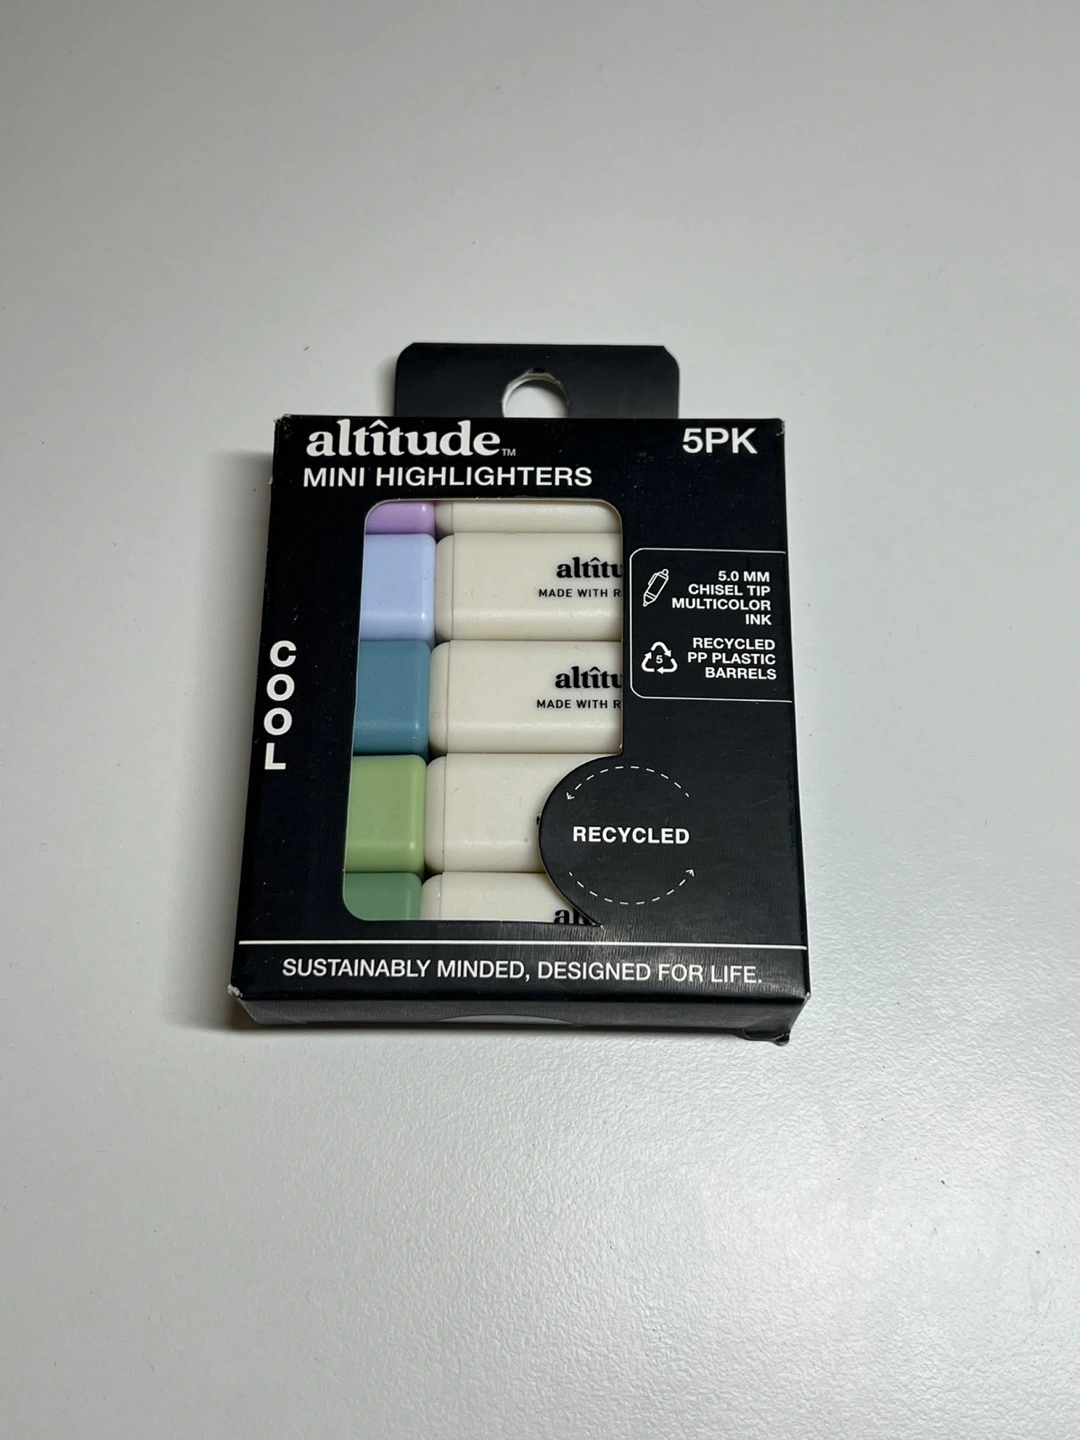 altîtude™
5PK
MINI HIGHLIGHTERS
COOL
altîtu
MADE WITH R
altîtu
MADE WITH R
al
5.0 MM
CHISEL TIP
MULTICOLOR
INK
5
RECYCLED
PP PLASTIC
BARRELS
RECYCLED
SUSTAINABLY MINDED, DESIGNED FOR LIFE.